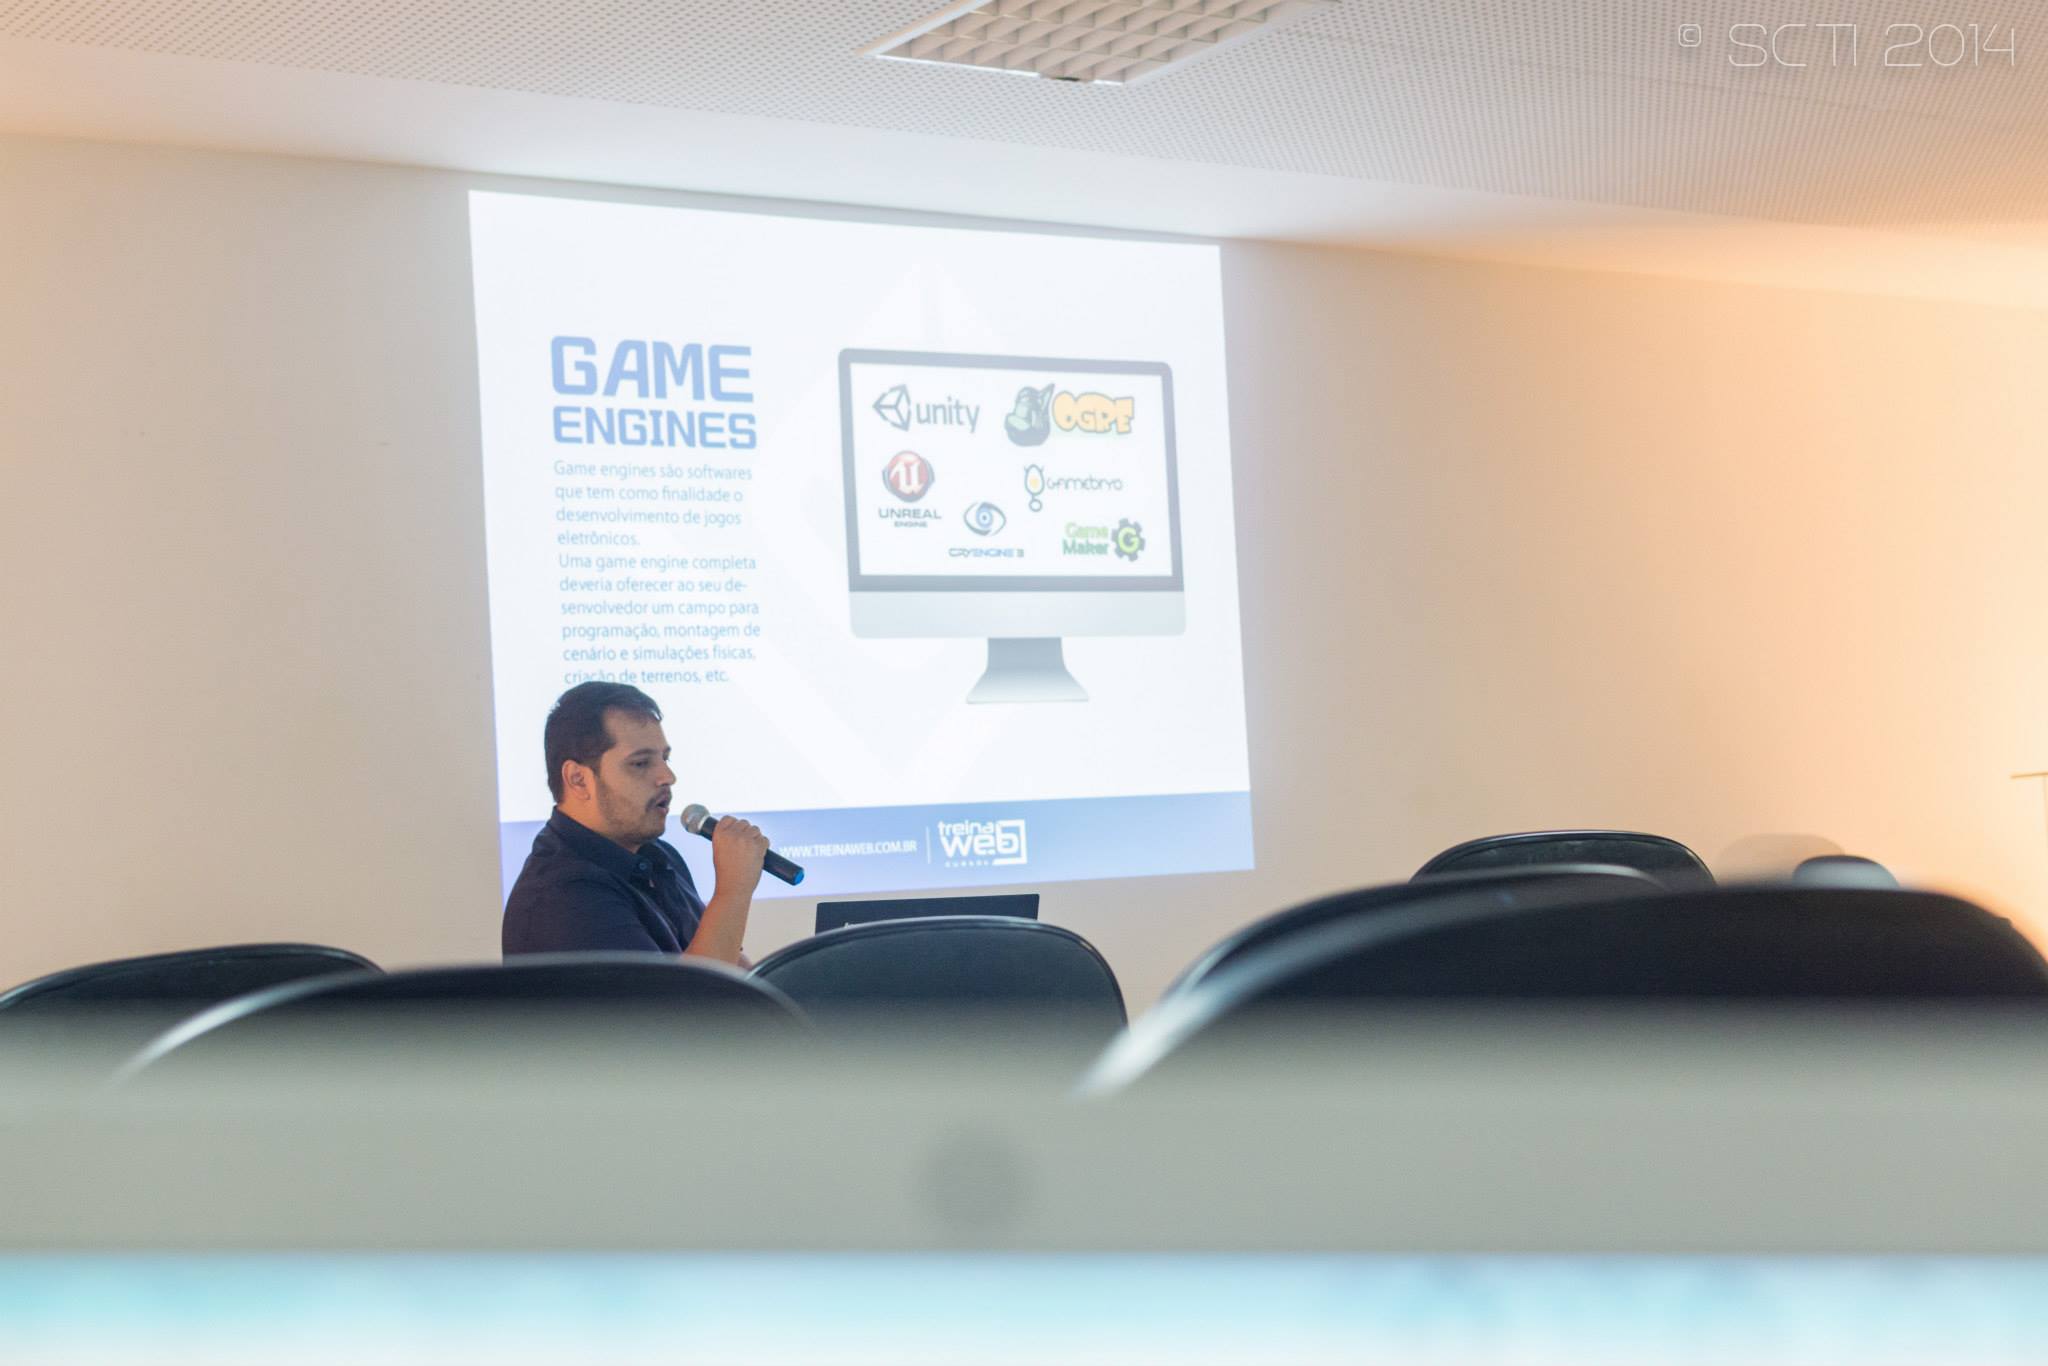 © SCTI 2014
GAME
ENGINES
Game engines são softwares
que tem como finalidade o
desenvolvimento de jogos
eletrônicos.
Uma game engine completa
deveria oferecer ao seu de-
senvolvedor um campo para
programação, montagem de
cenário e simulações físicas,
criação de terrenos, etc.
unity
OGRE
UNREAL
ENGINE
GAMEBRYO
CRYENGINE 3
Game
Maker
G
WWW.TREINAWEB.COM.BR
treina
web
CURSOS